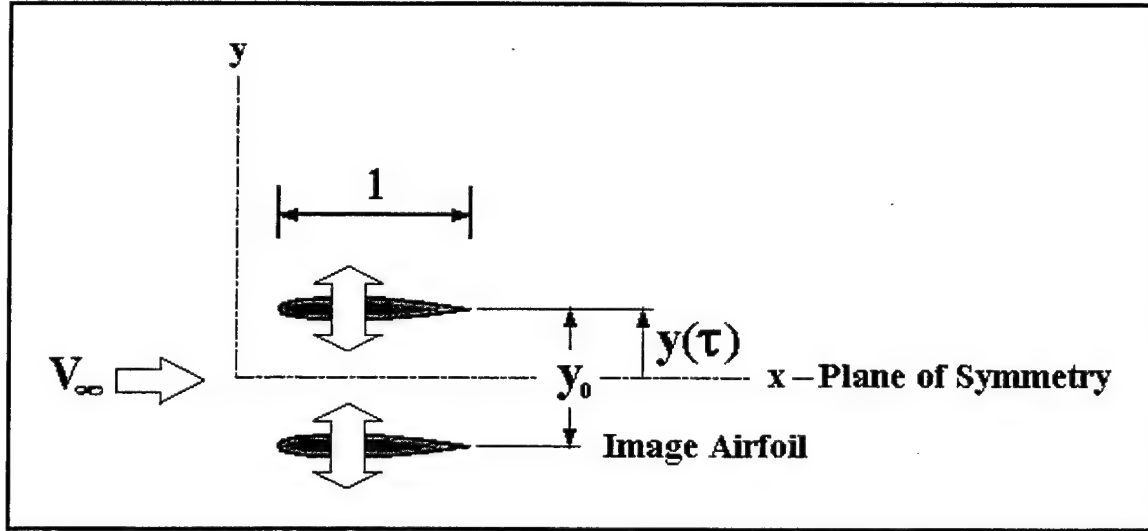 y
1
y(τ)
V∞
y₀
x – Plane of Symmetry
Image Airfoil